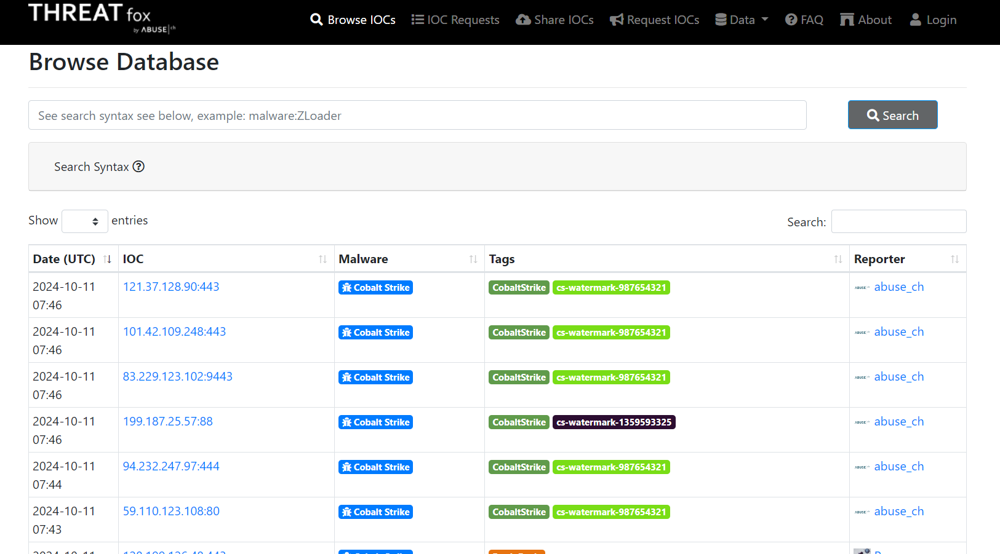 THREAT fox
by ABUSE|ch
Browse IOCs
IOC Requests
Share IOCs
Request IOCs
Data
FAQ
About
Login
Browse Database
See search syntax see below, example: malware:ZLoader
Search
Search Syntax
Show entries
Search:
Date (UTC) IOC Malware Tags Reporter
2024-10-11 121.37.128.90:443 Cobalt Strike CobaltStrike cs-watermark-987654321 abuse_ch
07:46
2024-10-11 101.42.109.248:443 Cobalt Strike CobaltStrike cs-watermark-987654321 abuse_ch
07:46
2024-10-11 83.229.123.102:9443 Cobalt Strike CobaltStrike cs-watermark-987654321 abuse_ch
07:46
2024-10-11 199.187.25.57:88 Cobalt Strike CobaltStrike cs-watermark-1359593325 abuse_ch
07:46
2024-10-11 94.232.247.97:444 Cobalt Strike CobaltStrike cs-watermark-987654321 abuse_ch
07:44
2024-10-11 59.110.123.108:80 Cobalt Strike CobaltStrike cs-watermark-987654321 abuse_ch
07:43